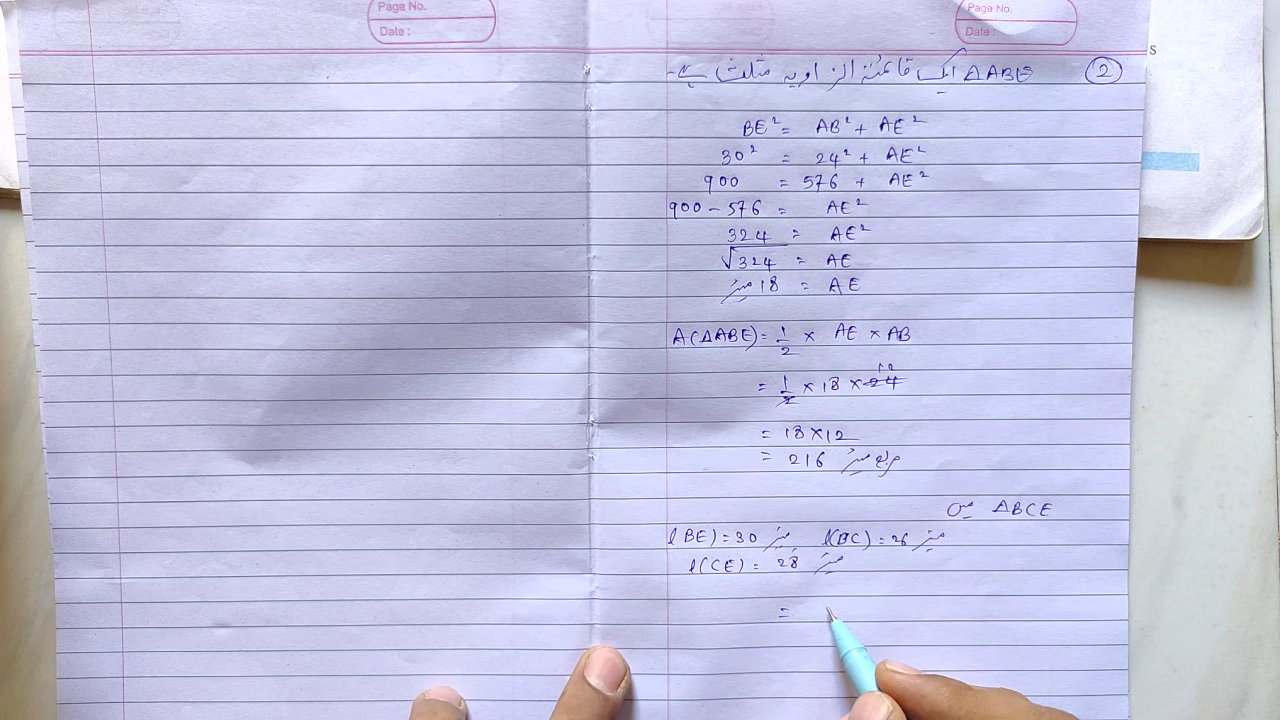 Page No.
Date :
Page No.
Date :
S
(2) ΔABE ایک قائمۃ الزاویہ مثلث ہے۔
BE² = AB² + AE²
30² = 24² + AE²
900 = 576 + AE²
900 - 576 = AE²
324 = AE²
√324 = AE
18 میٹر = AE
A(ΔABE) = 1/2 × AE × AB
= 1/2 × 18 × 24 12
= 18 × 12
= 216 مربع میٹر
ΔBCE میں
l(BE) = 30 میٹر l(BC) = 26 میٹر
l(CE) = 28 میٹر
=